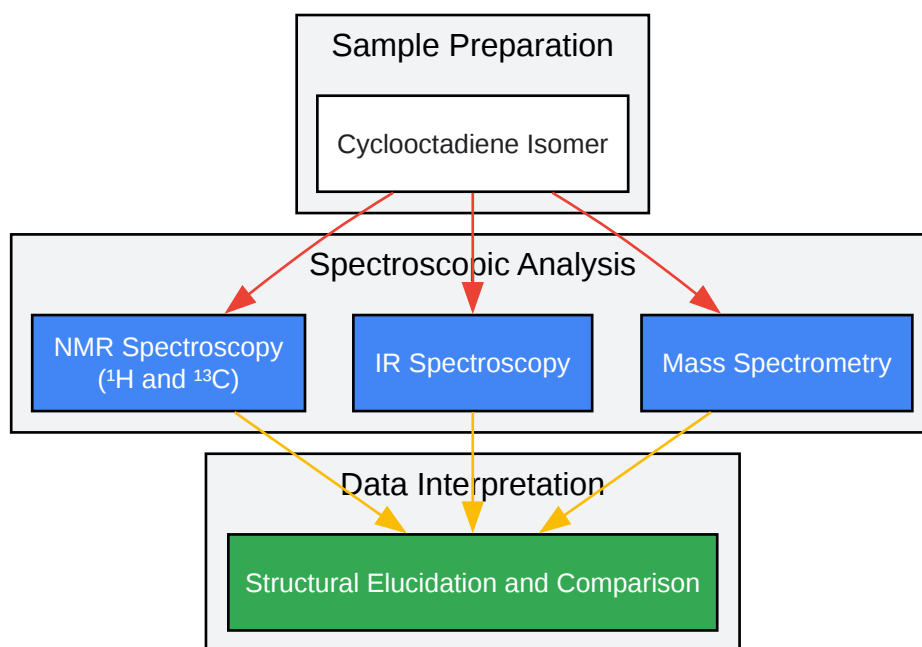 Sample Preparation
Cyclooctadiene Isomer
Spectroscopic Analysis
NMR Spectroscopy
(¹H and ¹³C)
IR Spectroscopy
Mass Spectrometry
Data Interpretation
Structural Elucidation and Comparison